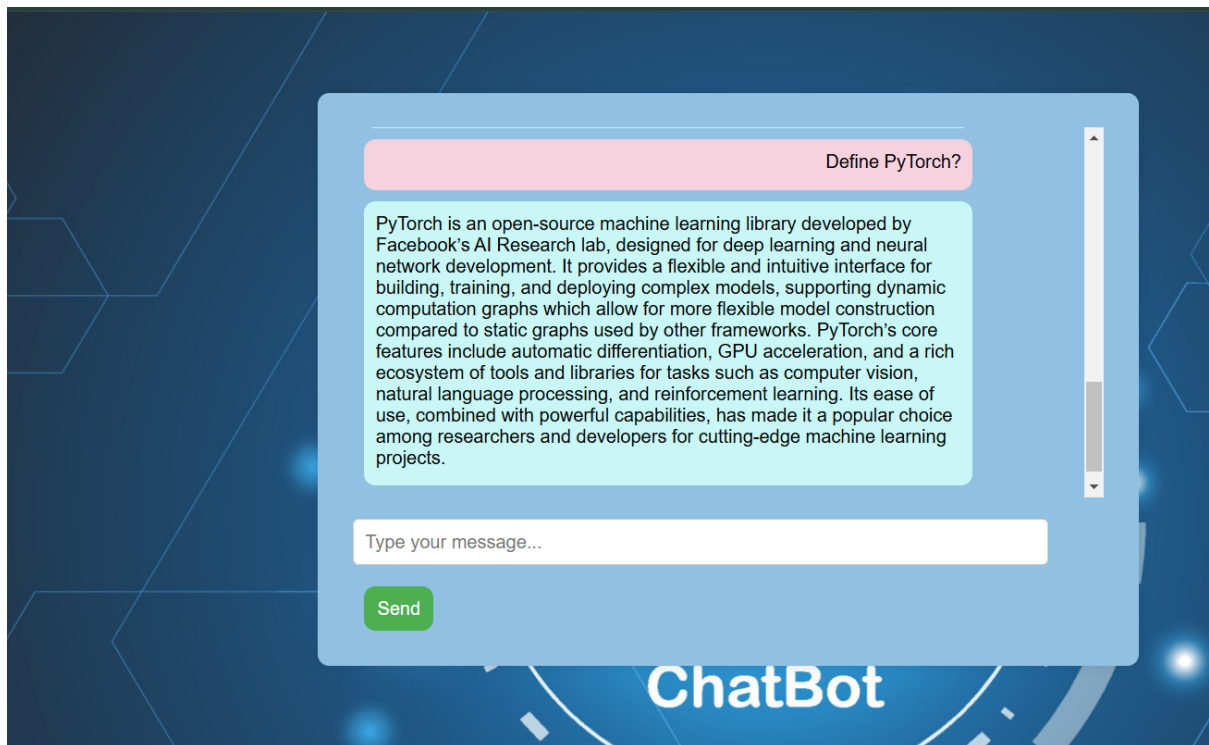 Define PyTorch?
PyTorch is an open-source machine learning library developed by
Facebook’s AI Research lab, designed for deep learning and neural
network development. It provides a flexible and intuitive interface for
building, training, and deploying complex models, supporting dynamic
computation graphs which allow for more flexible model construction
compared to static graphs used by other frameworks. PyTorch’s core
features include automatic differentiation, GPU acceleration, and a rich
ecosystem of tools and libraries for tasks such as computer vision,
natural language processing, and reinforcement learning. Its ease of
use, combined with powerful capabilities, has made it a popular choice
among researchers and developers for cutting-edge machine learning
projects.
Type your message...
Send
ChatBot